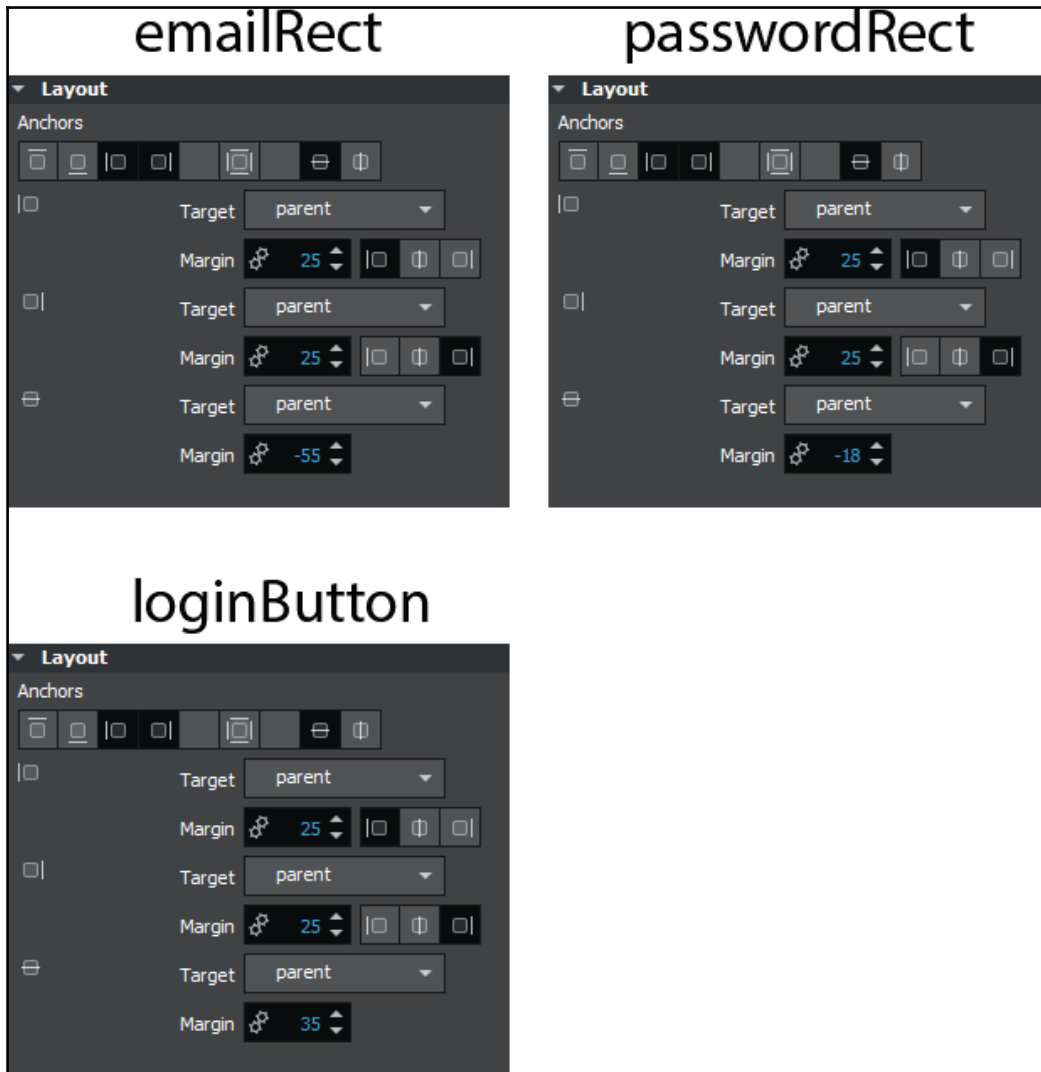 emailRect
Layout
Anchors
Target parent
Margin 25
Target parent
Margin 25
Target parent
Margin -55
passwordRect
Layout
Anchors
Target parent
Margin 25
Target parent
Margin 25
Target parent
Margin -18
loginButton
Layout
Anchors
Target parent
Margin 25
Target parent
Margin 25
Target parent
Margin 35